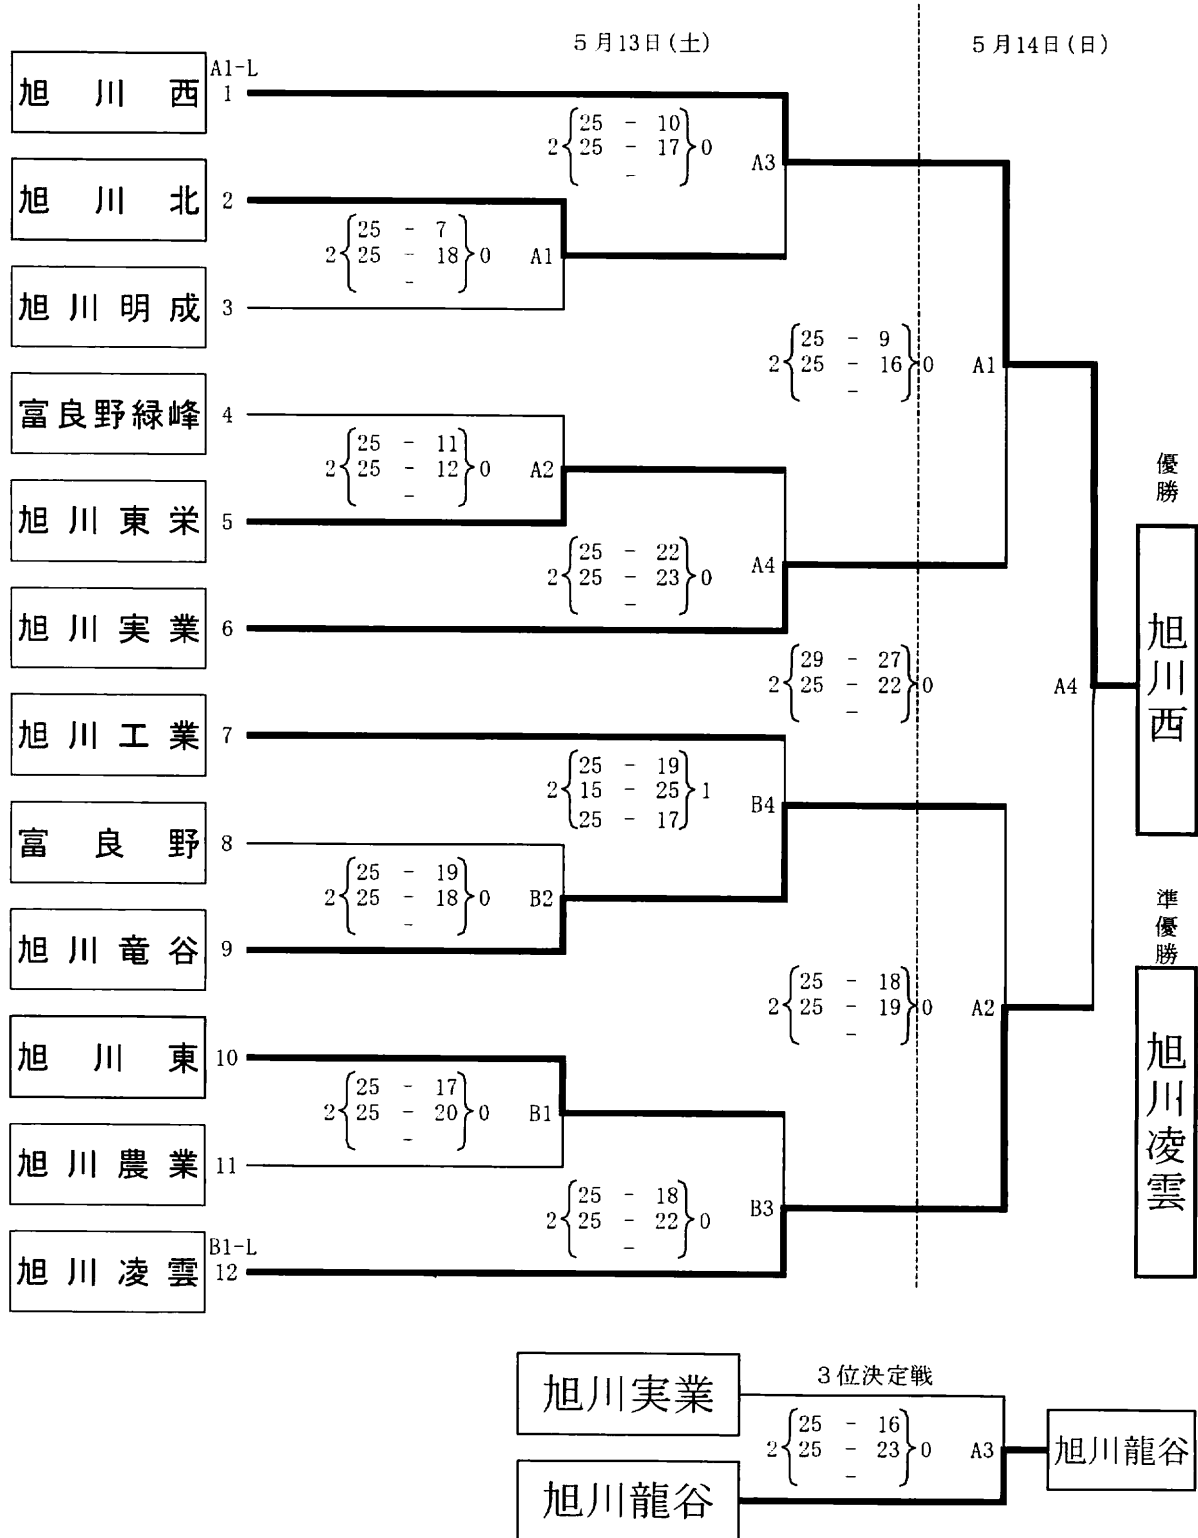 5月13日(土) 5月14日(日)
A1-L
旭川西 1
2 25 - 10 0
25 - 17
-
A3
旭川北 2
2 25 - 7 0
25 - 18
-
A1
旭川明成 3
2 25 - 9 0
25 - 16
-
A1
富良野緑峰 4
2 25 - 11 0
25 - 12
-
A2
旭川東栄 5
2 25 - 22 0
25 - 23
-
A4
旭川実業 6
2 29 - 27 0
25 - 22
-
A4
優勝
旭川西
旭川工業 7
2 25 - 19 1
15 - 25
25 - 17
B4
富良野 8
2 25 - 19 0
25 - 18
-
B2
旭川竜谷 9
2 25 - 18 0
25 - 19
-
A2
準優勝
旭川凌雲
旭川東 10
2 25 - 17 0
25 - 20
-
B1
旭川農業 11
2 25 - 18 0
25 - 22
-
B3
B1-L
旭川凌雲 12
3位決定戦
旭川実業
2 25 - 16 0
25 - 23
-
A3
旭川龍谷
旭川龍谷